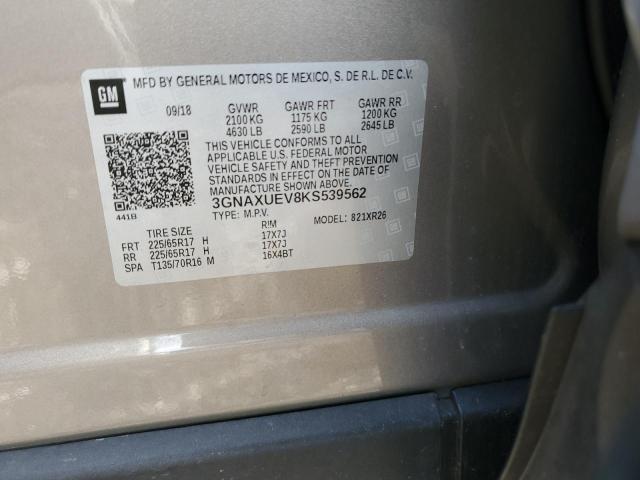 GM
MFD BY GENERAL MOTORS DE MEXICO, S. DE R.L. DE C.V.
09/18 GVWR GAWR FRT GAWR RR
2100 KG 1175 KG 1200 KG
4630 LB 2590 LB 2645 LB
THIS VEHICLE CONFORMS TO ALL
APPLICABLE U.S. FEDERAL MOTOR
VEHICLE SAFETY AND THEFT PREVENTION
STANDARDS IN EFFECT ON THE DATE OF
MANUFACTURE SHOWN ABOVE.
441B 3GNAXUEV8KS539562
TYPE: M.P.V. MODEL: 821XR26
TIRE SIZE RIM
FRT 225/65R17 H 17X7J
RR 225/65R17 H 17X7J
SPA T135/70R16 M 16X4BT